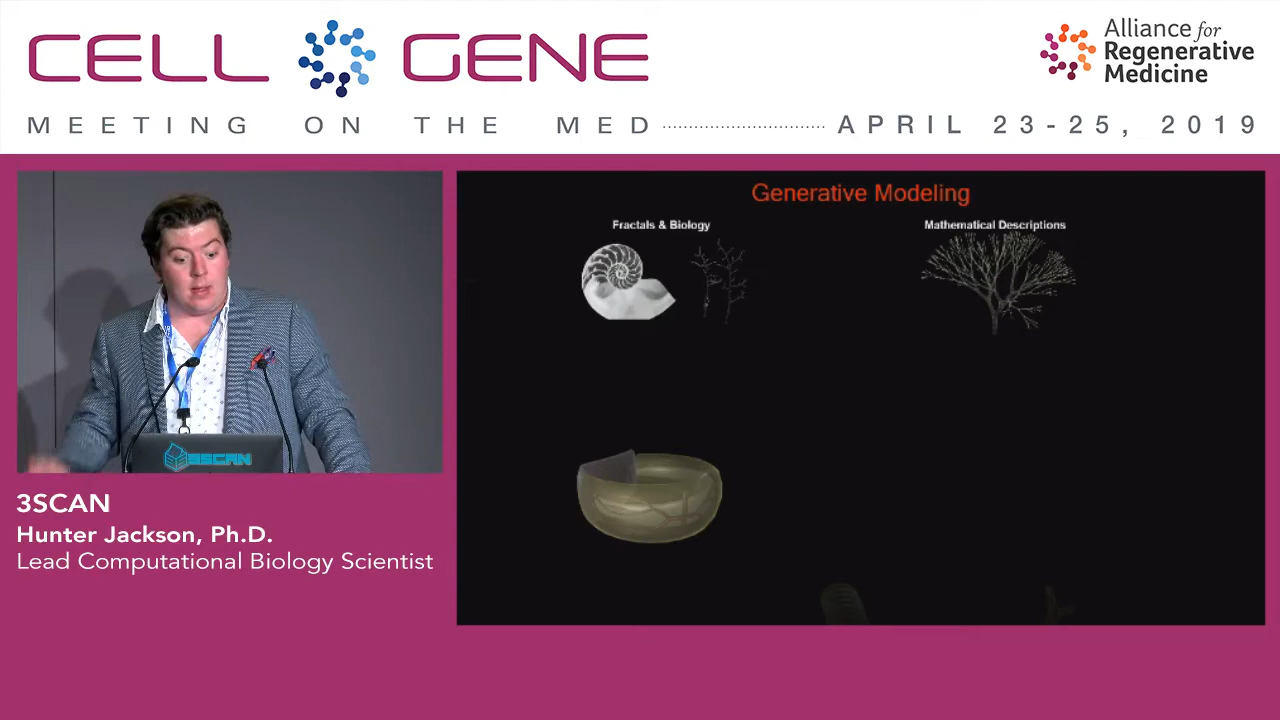 CELL GENE
Alliance for
Regenerative
Medicine
MEETING ON THE MED
APRIL 23-25, 2019
Generative Modeling
Fractals & Biology
Mathematical Descriptions
3SCAN
3SCAN
Hunter Jackson, Ph.D.
Lead Computational Biology Scientist